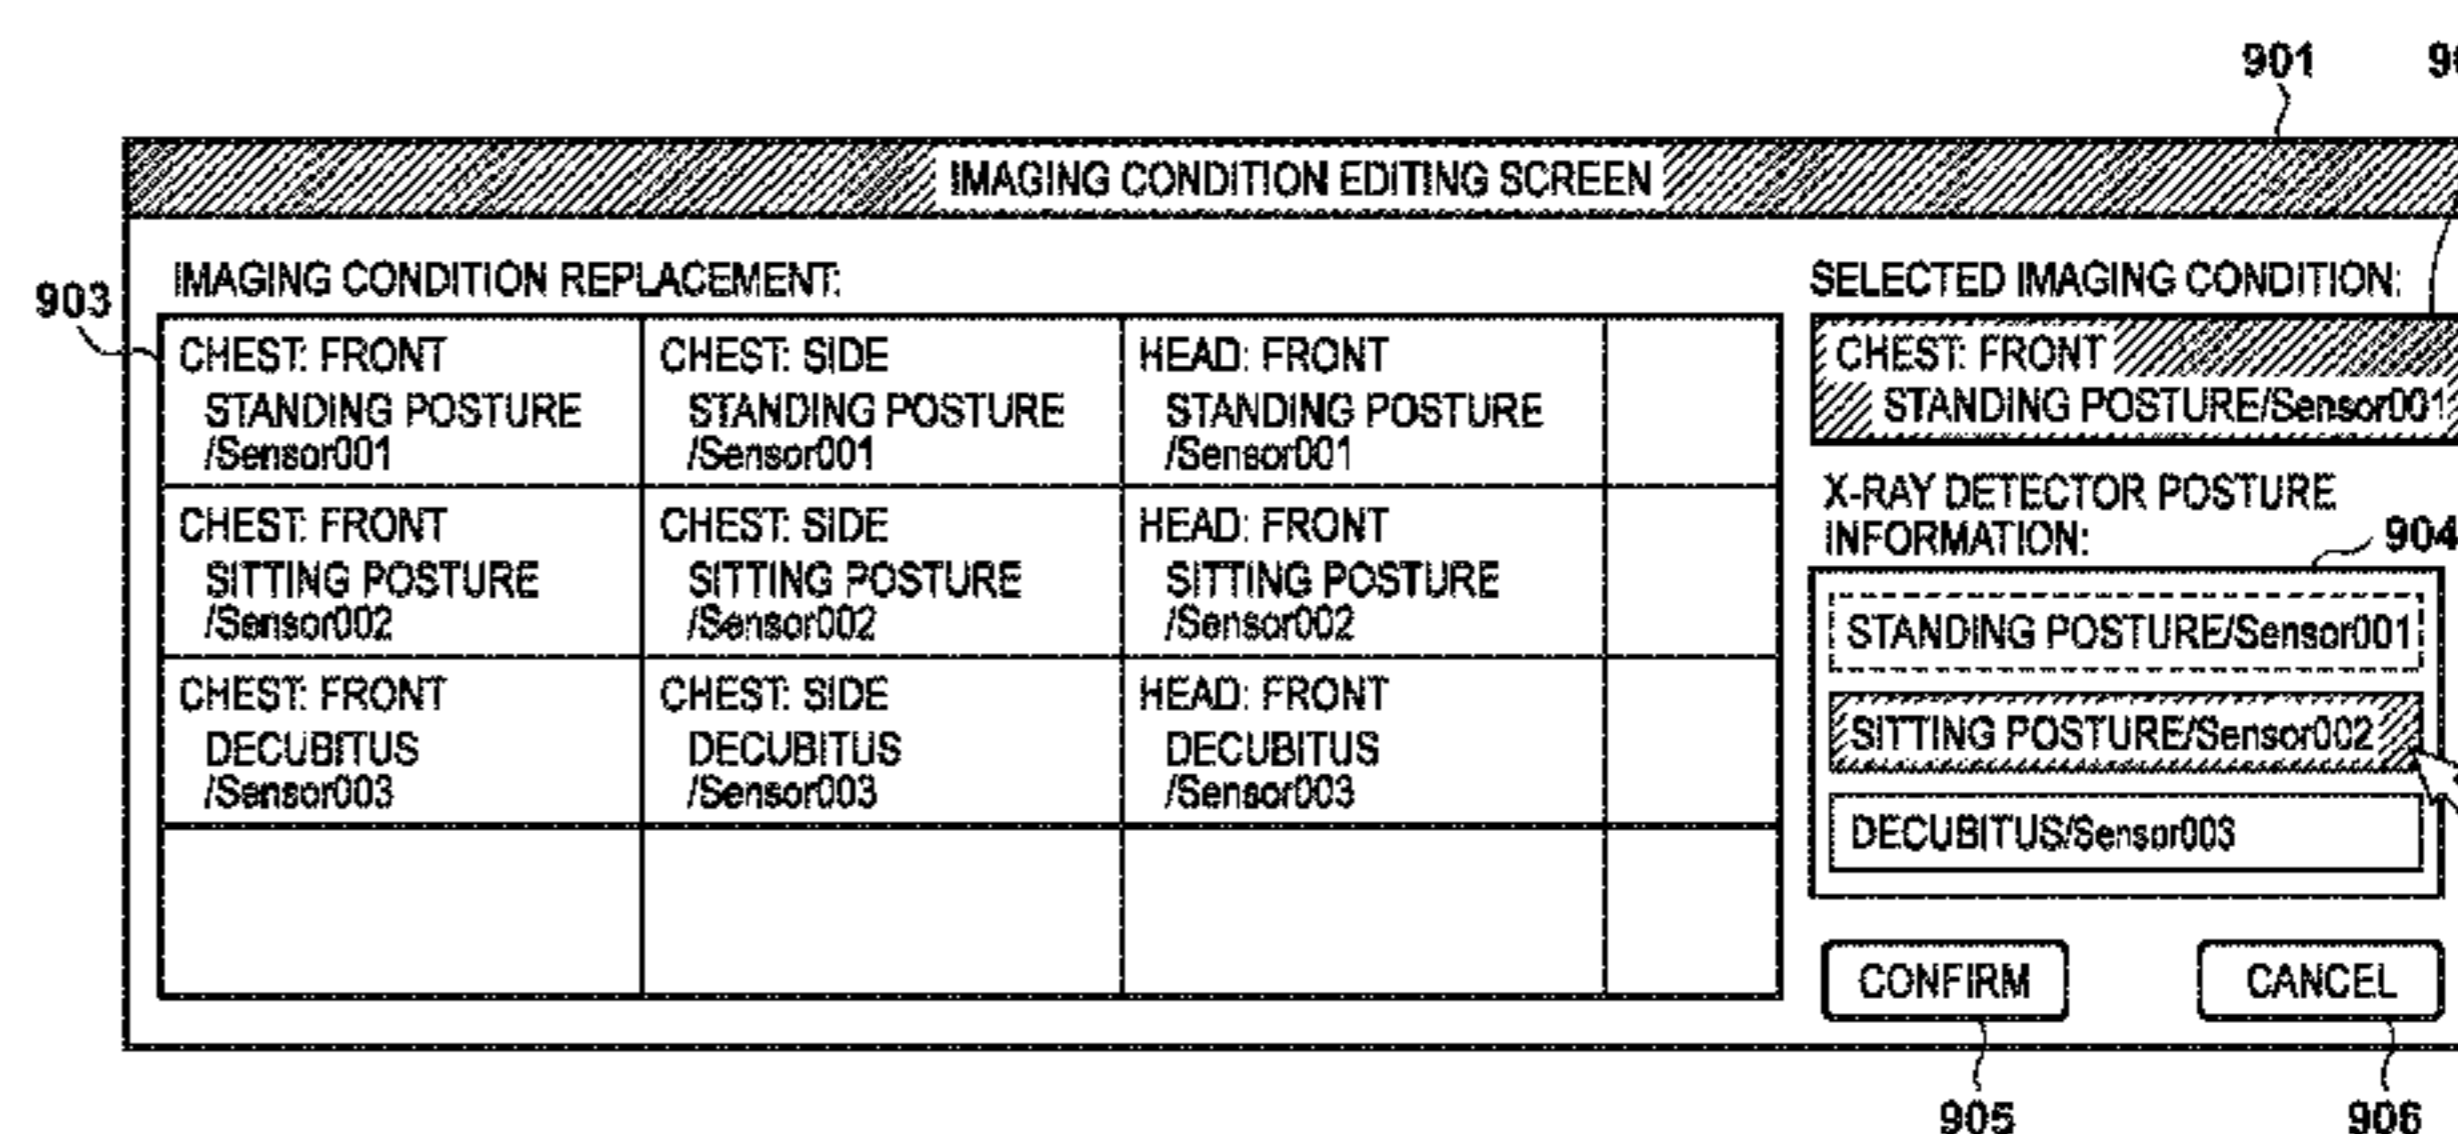 901
IMAGING CONDITION EDITING SCREEN
903
IMAGING CONDITION REPLACEMENT:
CHEST: FRONT
STANDING POSTURE
/Sensor001
CHEST: SIDE
STANDING POSTURE
/Sensor001
HEAD: FRONT
STANDING POSTURE
/Sensor001
CHEST: FRONT
SITTING POSTURE
/Sensor002
CHEST: SIDE
SITTING POSTURE
/Sensor002
HEAD: FRONT
SITTING POSTURE
/Sensor002
CHEST: FRONT
DECUBITUS
/Sensor003
CHEST: SIDE
DECUBITUS
/Sensor003
HEAD: FRONT
DECUBITUS
/Sensor003
SELECTED IMAGING CONDITION:
CHEST: FRONT
STANDING POSTURE/Sensor001
X-RAY DETECTOR POSTURE
INFORMATION:
904
STANDING POSTURE/Sensor001
SITTING POSTURE/Sensor002
DECUBITUS/Sensor003
CONFIRM
CANCEL
905
906